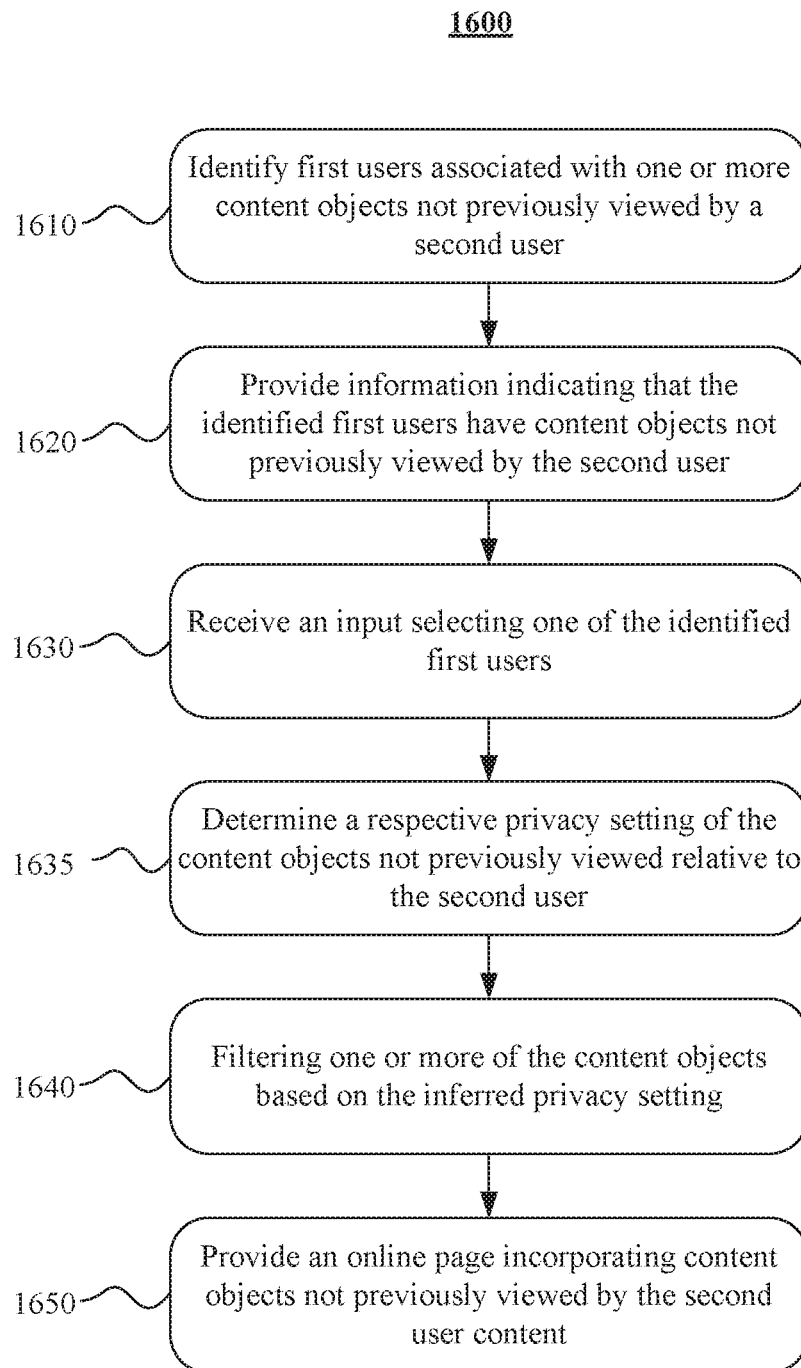 1600
Identify first users associated with one or more
content objects not previously viewed by a
second user
1610
Provide information indicating that the
identified first users have content objects not
previously viewed by the second user
1620
Receive an input selecting one of the identified
first users
1630
Determine a respective privacy setting of the
content objects not previously viewed relative to
the second user
1635
Filtering one or more of the content objects
based on the inferred privacy setting
1640
Provide an online page incorporating content
objects not previously viewed by the second
user content
1650